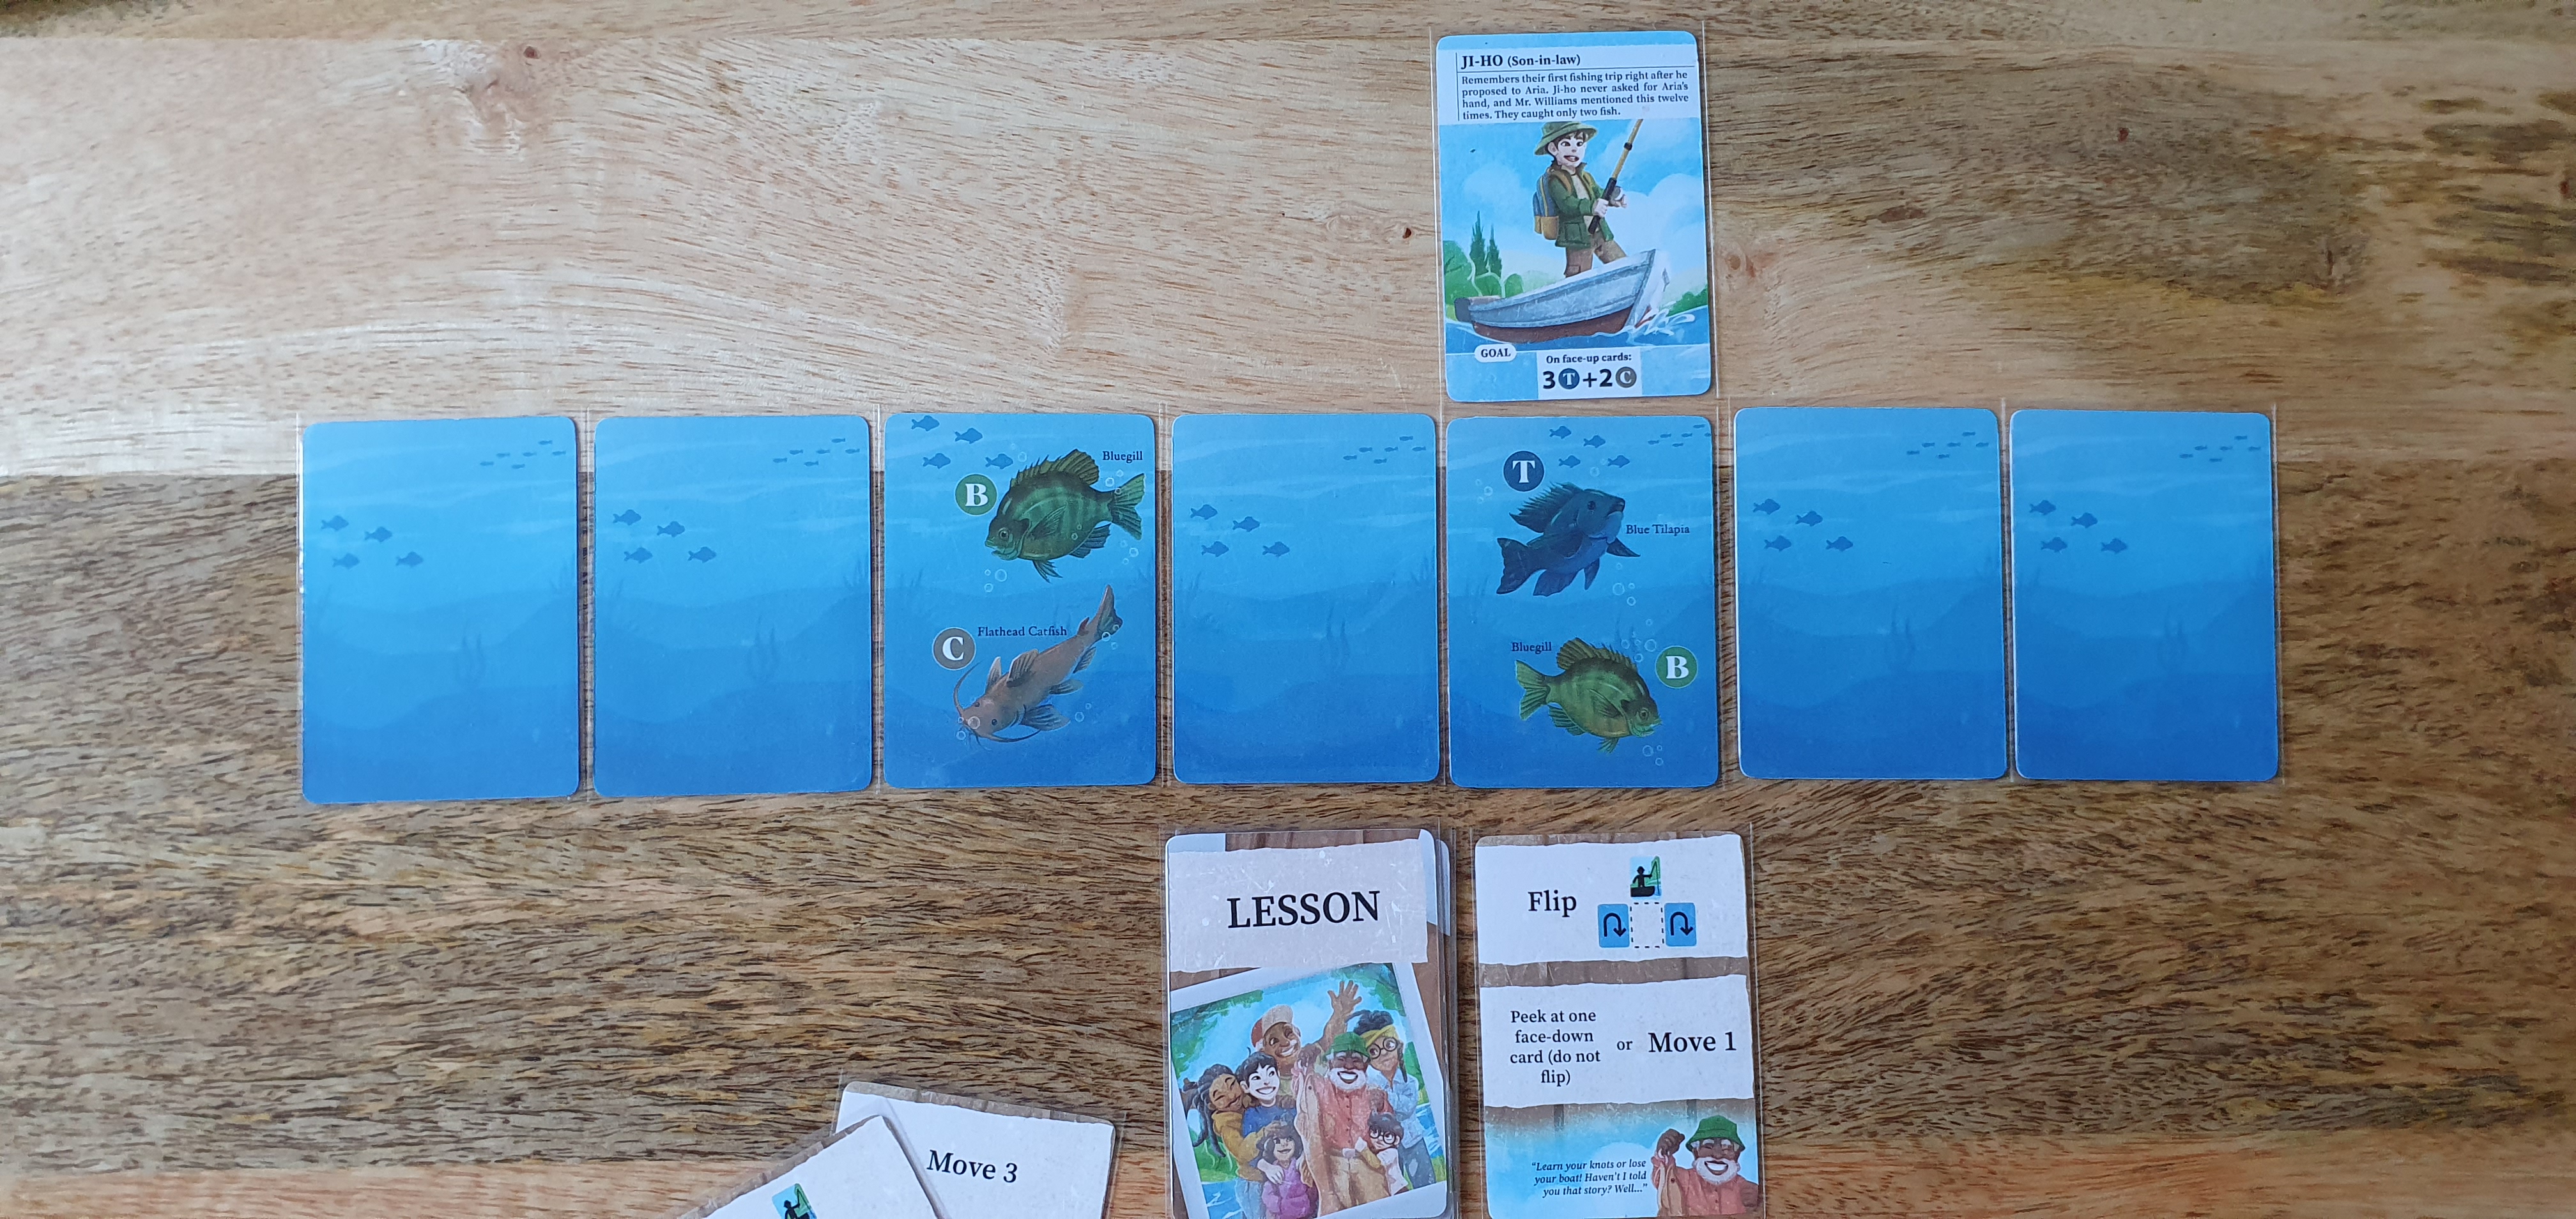 JI-HO (Son-in-law)
Remembers their first fishing trip right after he
proposed to Aria. Ji-ho never asked for Aria's
hand, and Mr. Williams mentioned this twelve
times. They caught only two fish.
GOAL
On face-up cards:
3 T + 2 C
Bluegill
B
Flathead Catfish
C
T
Blue Tilapia
Bluegill
B
LESSON
Flip
Peek at one
face-down
card (do not
flip)
or
Move 1
"Learn your knots or lose
your boat! Haven't I told
you that story? Well..."
Move 3